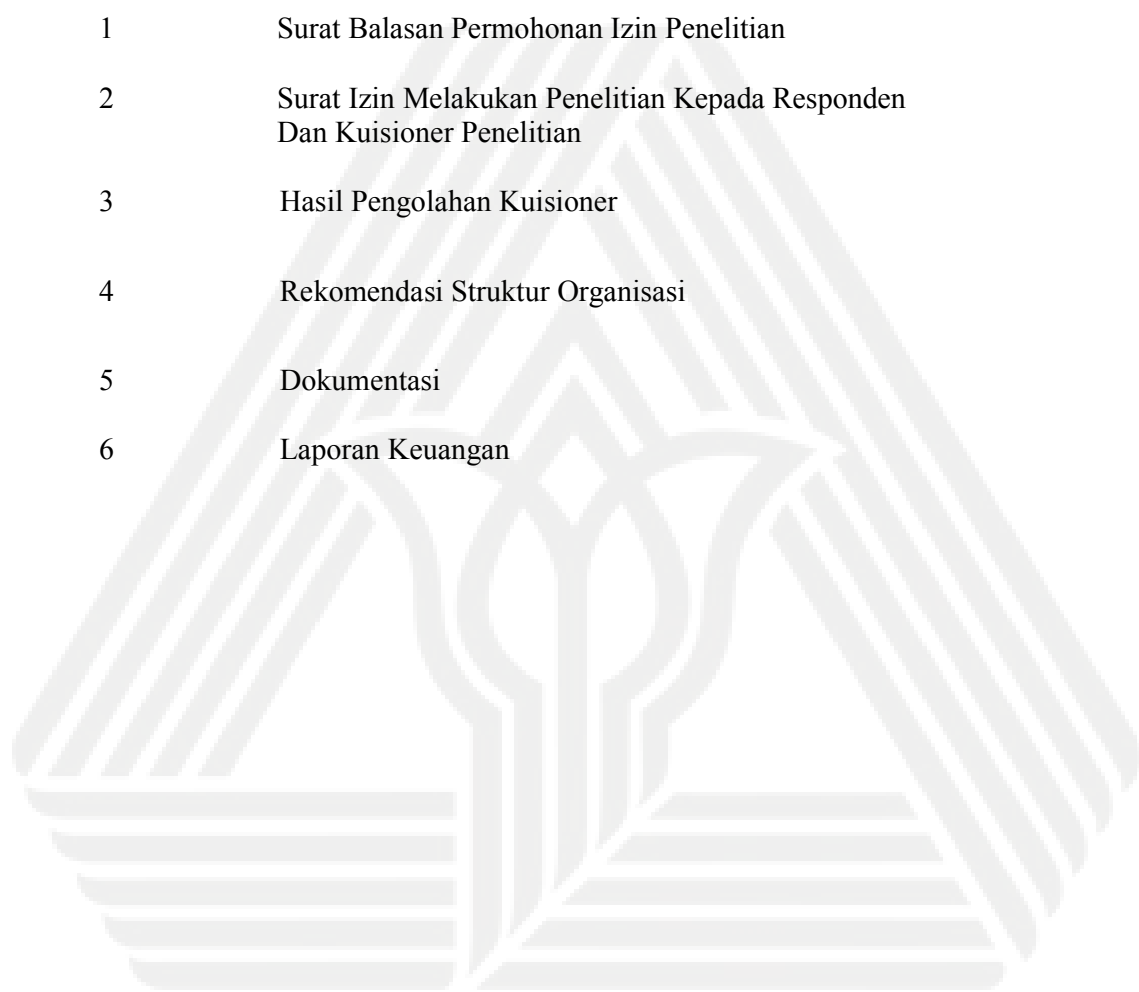 1 Surat Balasan Permohonan Izin Penelitian
2 Surat Izin Melakukan Penelitian Kepada Responden
Dan Kuisioner Penelitian
3 Hasil Pengolahan Kuisioner
4 Rekomendasi Struktur Organisasi
5 Dokumentasi
6 Laporan Keuangan